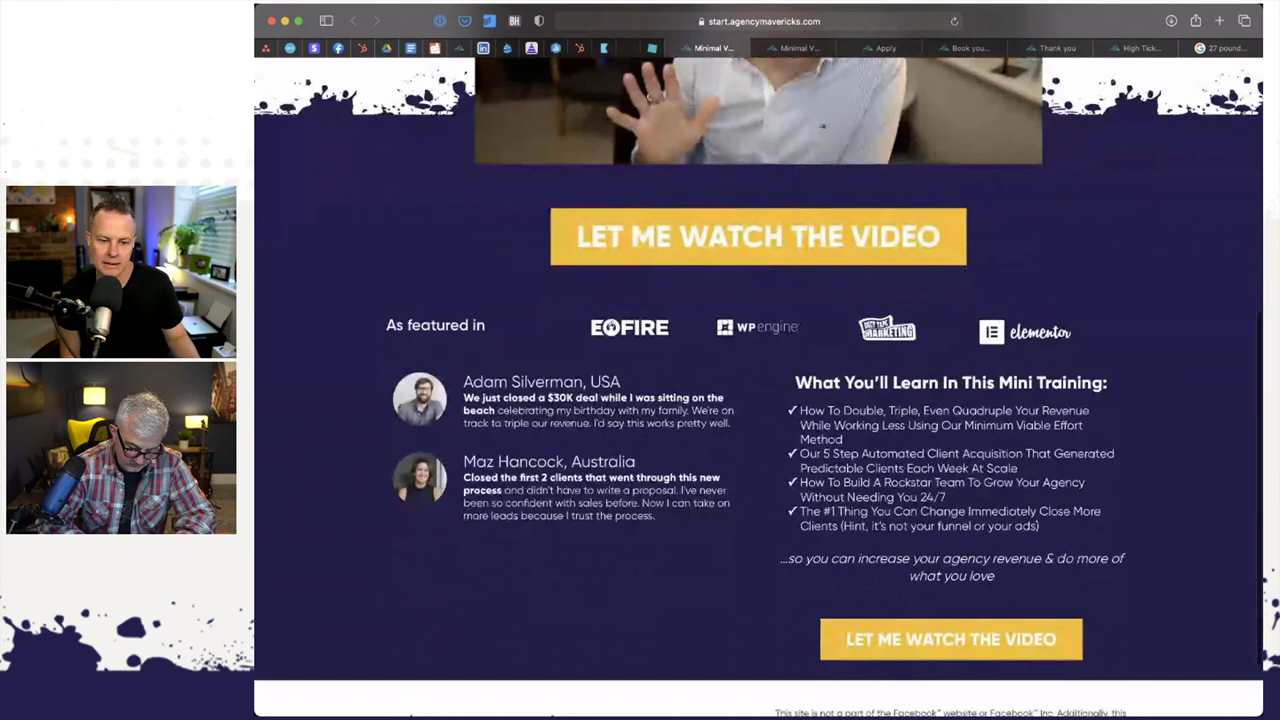 BH
start.agencymavericks.com
Minimal V...
Minimal V...
Apply
Book you...
Thank you
High Tick...
27 pound...
LET ME WATCH THE VIDEO
As featured in
EOFIRE
WP engine
DUCT TAPE MARKETING
elementor
Adam Silverman, USA
We just closed a $30K deal while I was sitting on the
beach celebrating my birthday with my family. We're on
track to triple our revenue. I'd say this works pretty well.
Maz Hancock, Australia
Closed the first 2 clients that went through this new
process and didn't have to write a proposal. I've never
been so confident with sales before. Now I can take on
more leads because I trust the process.
What You'll Learn In This Mini Training:
✓ How To Double, Triple, Even Quadruple Your Revenue
While Working Less Using Our Minimum Viable Effort
Method
✓ Our 5 Step Automated Client Acquisition That Generated
Predictable Clients Each Week At Scale
✓ How To Build A Rockstar Team To Grow Your Agency
Without Needing You 24/7
✓ The #1 Thing You Can Change Immediately Close More
Clients (Hint, it's not your funnel or your ads)
...so you can increase your agency revenue & do more of
what you love
LET ME WATCH THE VIDEO
This site is not a part of the Facebook™ website or Facebook™ Inc. Additionally, this